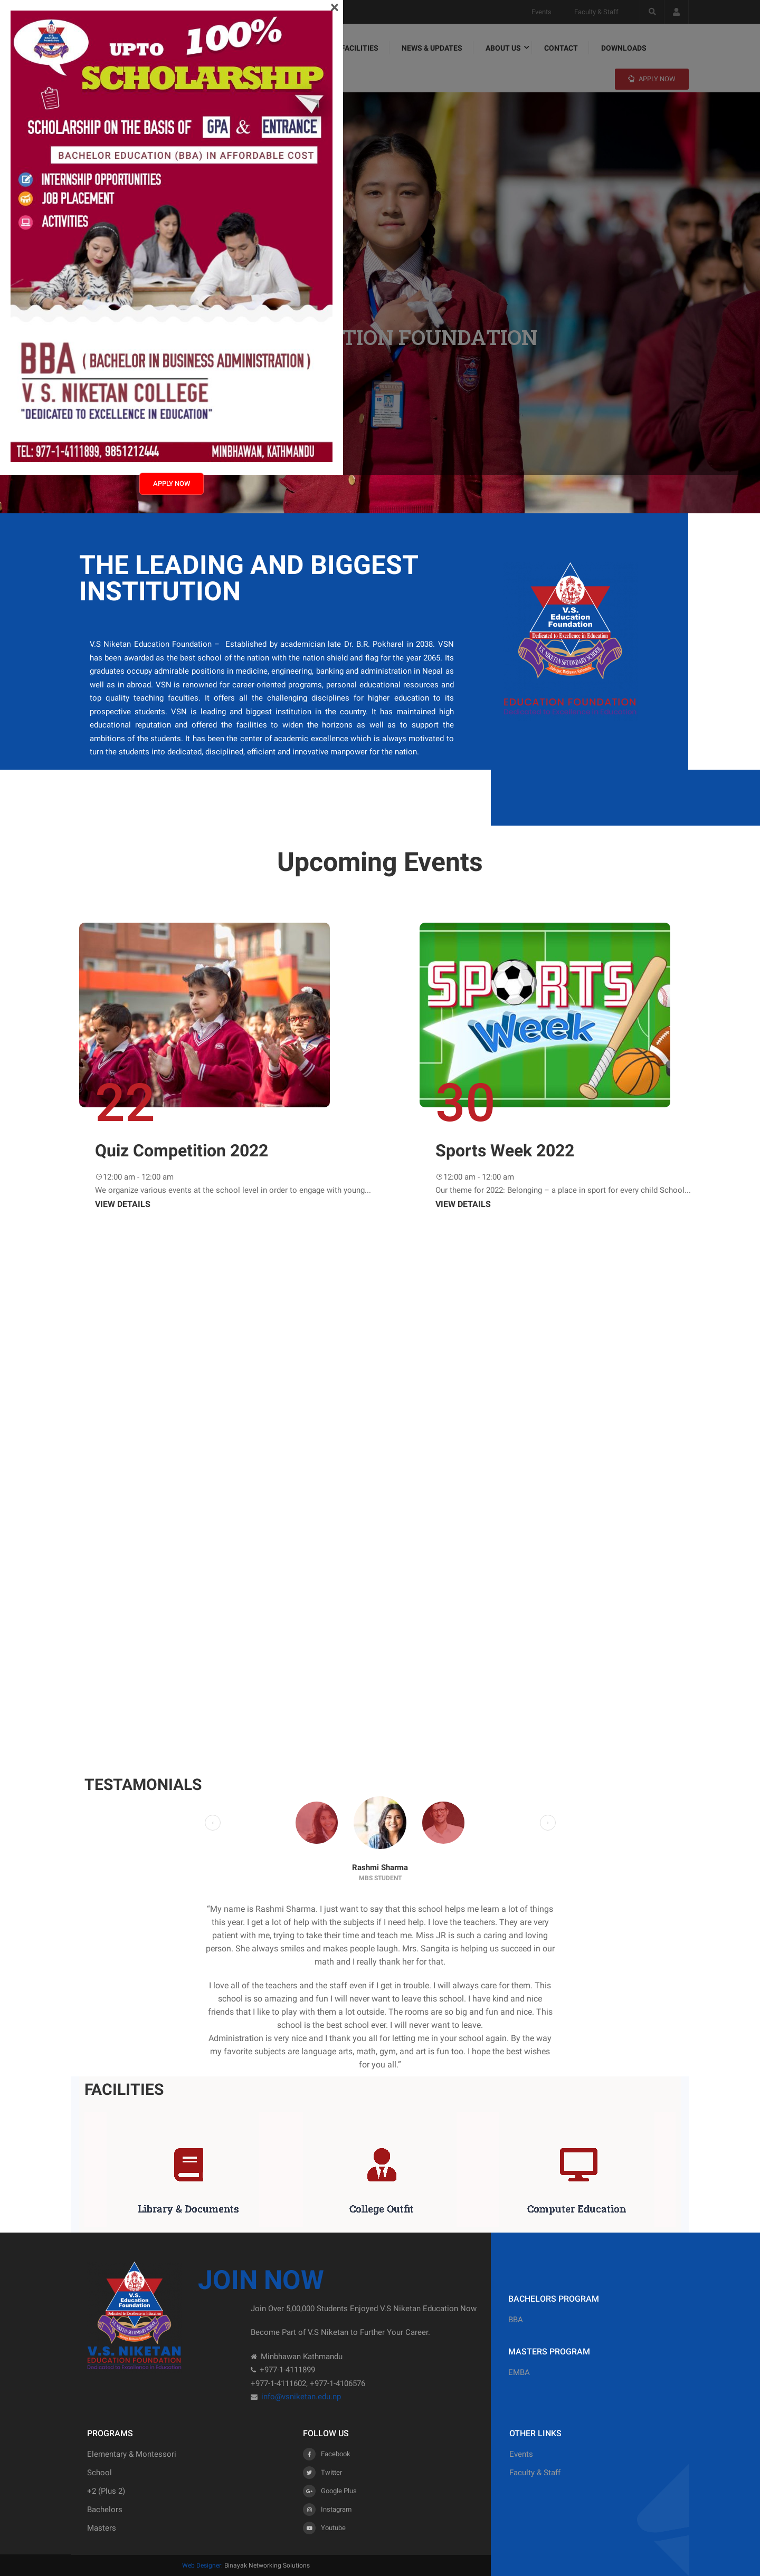 Events
Faculty & Staff
FACILITIES
NEWS & UPDATES
ABOUT US
CONTACT
DOWNLOADS
APPLY NOW
×
UPTO 100%
SCHOLARSHIP
SCHOLARSHIP ON THE BASIS OF GPA & ENTRANCE
BACHELOR EDUCATION (BBA) IN AFFORDABLE COST
INTERNSHIP OPPORTUNITIES
JOB PLACEMENT
ACTIVITIES
BBA ( BACHELOR IN BUSINESS ADMINISTRATION )
V. S. NIKETAN COLLEGE
"DEDICATED TO EXCELLENCE IN EDUCATION"
TEL: 977-1-4111899, 9851212444 MINBHAWAN, KATHMANDU
TION FOUNDATION
APPLY NOW
THE LEADING AND BIGGEST
INSTITUTION
V.S Niketan Education Foundation – Established by academician late Dr. B.R. Pokharel in 2038. VSN
has been awarded as the best school of the nation with the nation shield and flag for the year 2065. Its
graduates occupy admirable positions in medicine, engineering, banking and administration in Nepal as
well as in abroad. VSN is renowned for career-oriented programs, personal educational resources and
top quality teaching faculties. It offers all the challenging disciplines for higher education to its
prospective students. VSN is leading and biggest institution in the country. It has maintained high
educational reputation and offered the facilities to widen the horizons as well as to support the
ambitions of the students. It has been the center of academic excellence which is always motivated to
turn the students into dedicated, disciplined, efficient and innovative manpower for the nation.
V.S.
Education
Foundation
Dedicated to Excellence in Education
V.S NIKETAN SECONDARY SCHOOL
EDUCATION FOUNDATION
Upcoming Events
22
Quiz Competition 2022
12:00 am - 12:00 am
We organize various events at the school level in order to engage with young...
VIEW DETAILS
SPORTS
Week
30
Sports Week 2022
12:00 am - 12:00 am
Our theme for 2022: Belonging – a place in sport for every child School...
VIEW DETAILS
TESTAMONIALS
Rashmi Sharma
MBS STUDENT
“My name is Rashmi Sharma. I just want to say that this school helps me learn a lot of things
this year. I get a lot of help with the subjects if I need help. I love the teachers. They are very
patient with me, trying to take their time and teach me. Miss JR is such a caring and loving
person. She always smiles and makes people laugh. Mrs. Sangita is helping us succeed in our
math and I really thank her for that.
I love all of the teachers and the staff even if I get in trouble. I will always care for them. This
school is so amazing and fun I will never want to leave this school. I have kind and nice
friends that I like to play with them a lot outside. The rooms are so big and fun and nice. This
school is the best school ever. I will never want to leave.
Administration is very nice and I thank you all for letting me in your school again. By the way
my favorite subjects are language arts, math, gym, and art is fun too. I hope the best wishes
for you all.”
FACILITIES
Library & Documents
College Outfit
Computer Education
V.S.
Education
Foundation
Dedicated to Excellence in Education
V.S. NIKETAN
EDUCATION FOUNDATION
Dedicated to Excellence in Education
JOIN NOW
Join Over 5,00,000 Students Enjoyed V.S Niketan Education Now
Become Part of V.S Niketan to Further Your Career.
Minbhawan Kathmandu
+977-1-4111899
+977-1-4111602, +977-1-4106576
info@vsniketan.edu.np
BACHELORS PROGRAM
BBA
MASTERS PROGRAM
EMBA
PROGRAMS
Elementary & Montessori
School
+2 (Plus 2)
Bachelors
Masters
FOLLOW US
Facebook
Twitter
Google Plus
Instagram
Youtube
OTHER LINKS
Events
Faculty & Staff
Web Designer: Binayak Networking Solutions